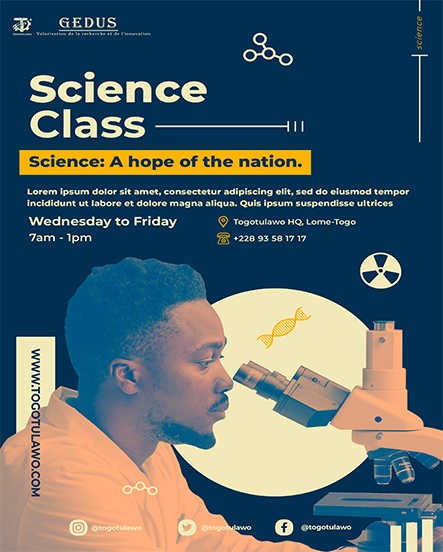 GEDUS
Valorisation de la recherche et de l'innovation
science
Science
Class
Science: A hope of the nation.
Lorem ipsum dolor sit amet, consectetur adipiscing elit, sed do eiusmod tempor
incididunt ut labore et dolore magna aliqua. Quis ipsum suspendisse ultrices
Wednesday to Friday
7am - 1pm
Togotulawo HQ, Lome-Togo
+228 93 58 17 17
WWW.TOGOTULAWO.COM
@togotulawo
@togotulawo
@togotulawo